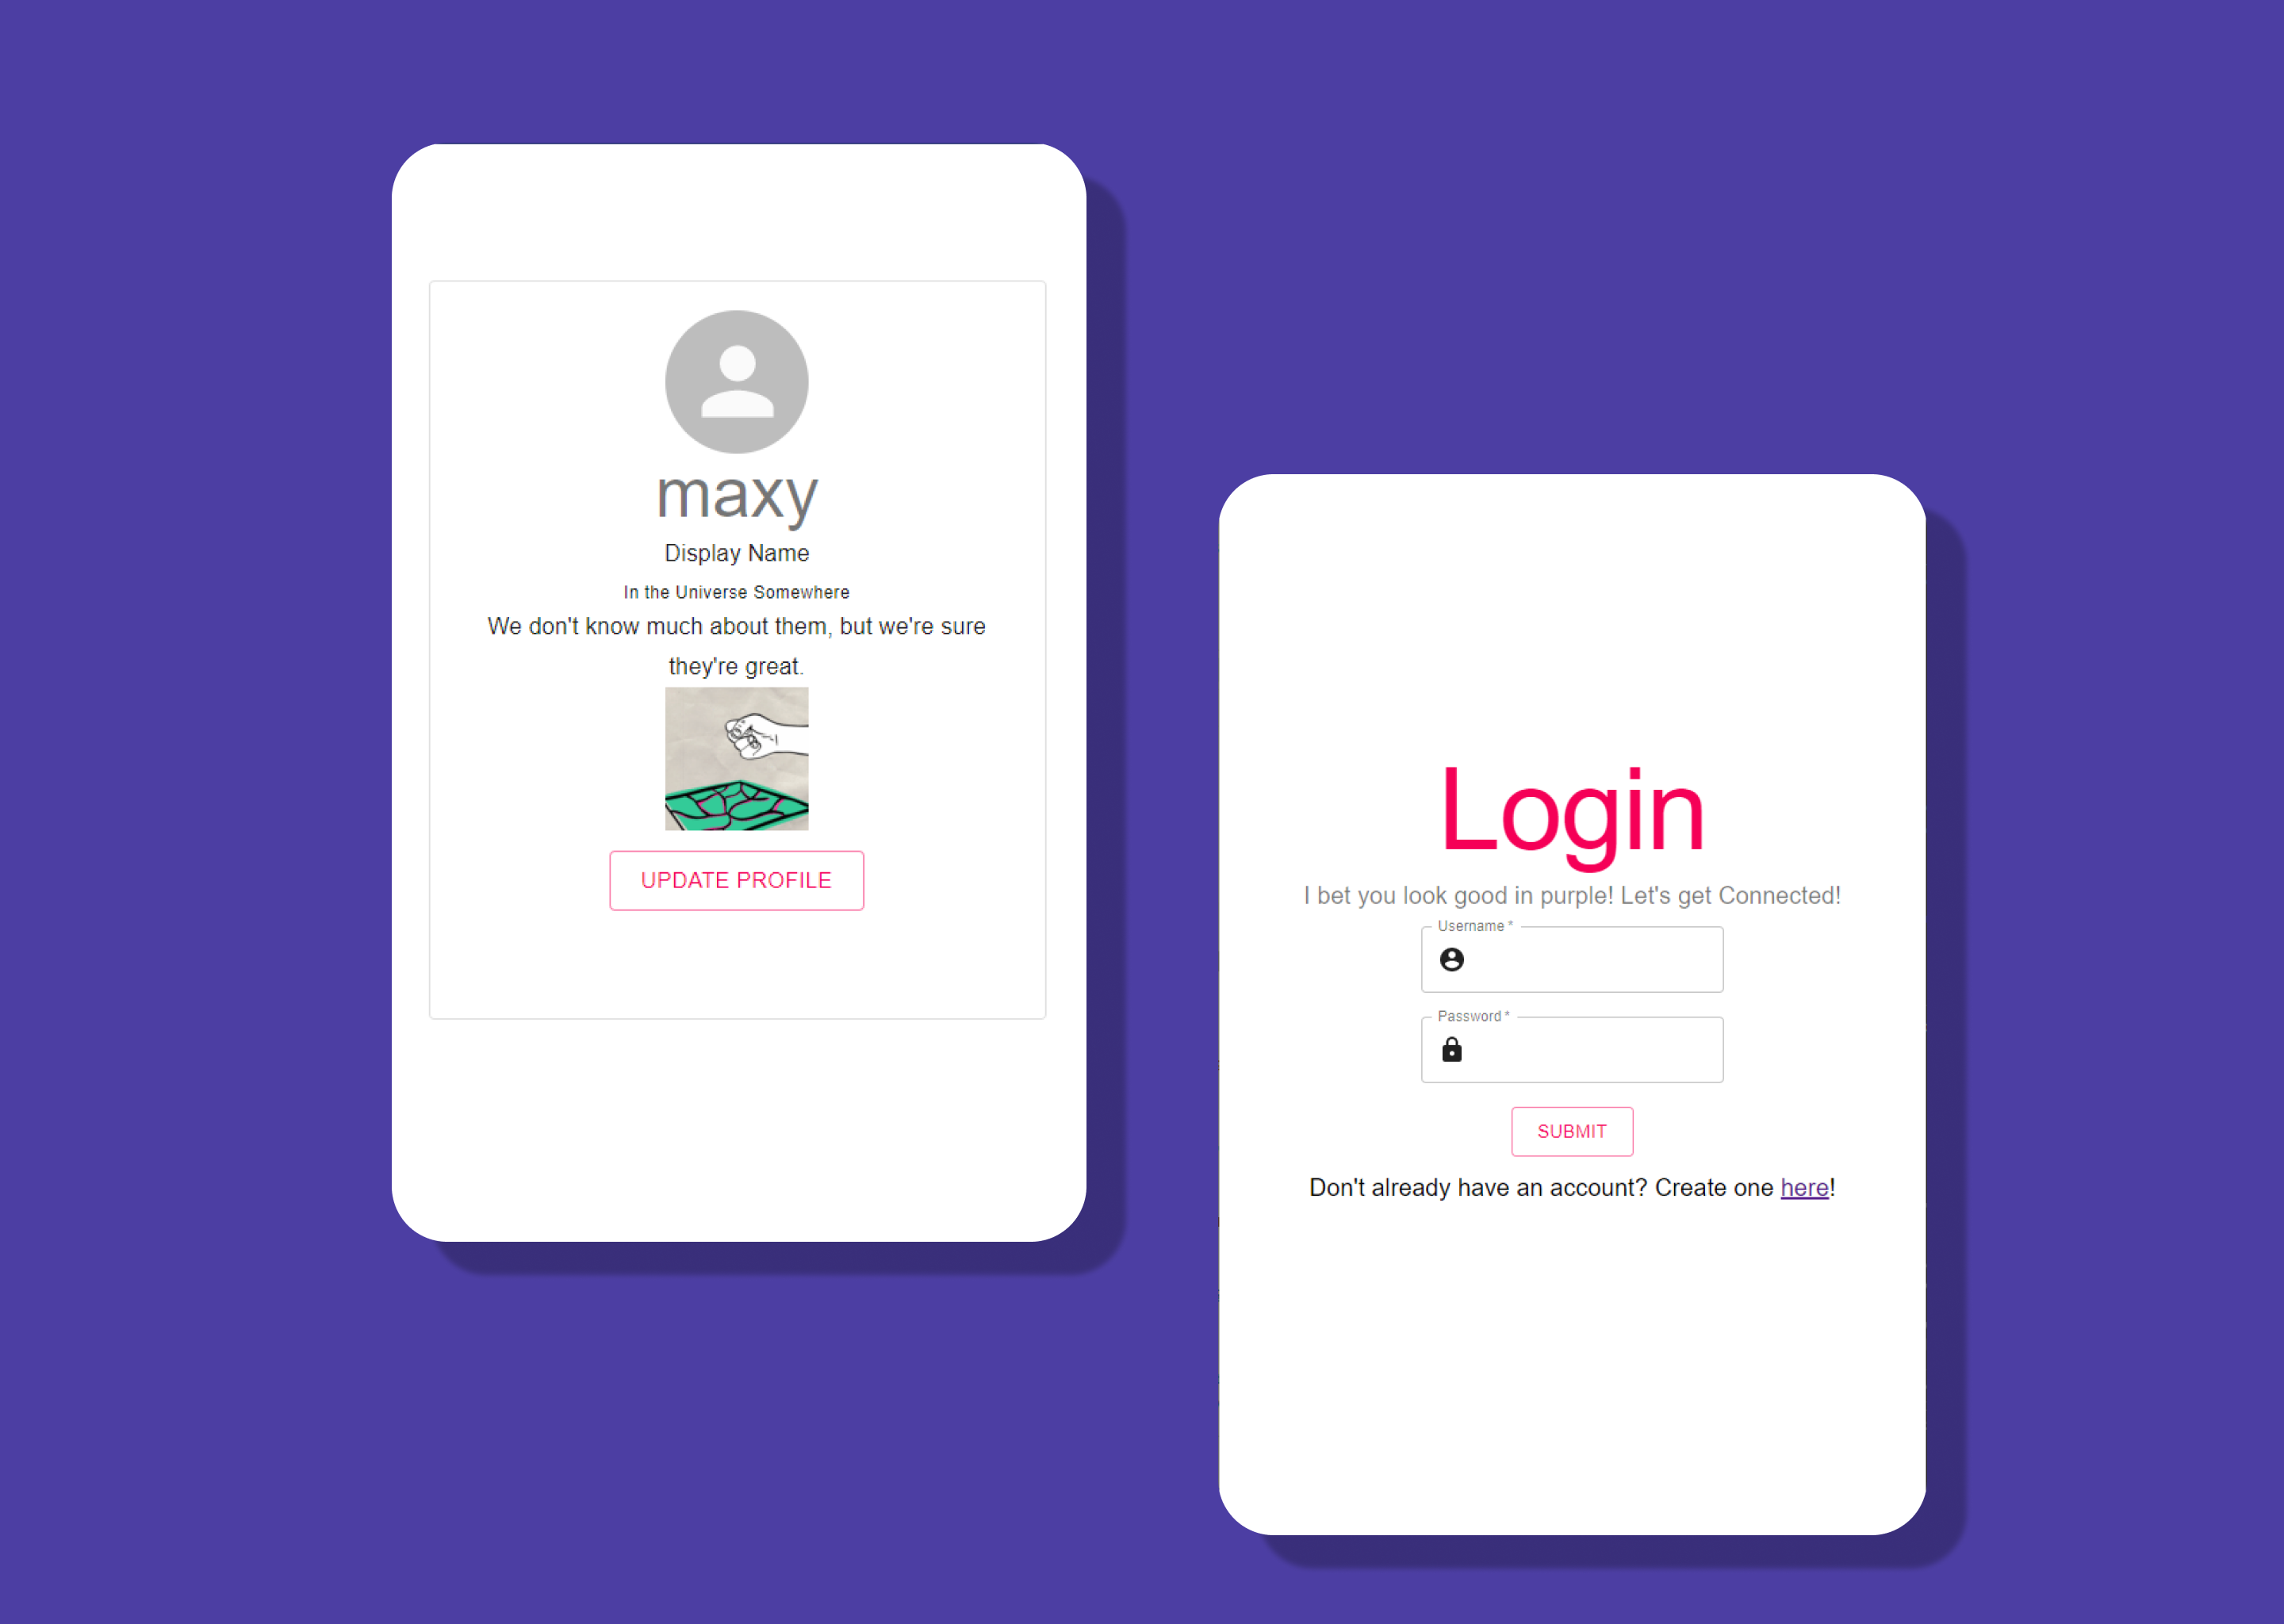 maxy
Display Name
In the Universe Somewhere
We don't know much about them, but we're sure
they're great.
UPDATE PROFILE
Login
I bet you look good in purple! Let's get Connected!
Username *
Password *
SUBMIT
Don't already have an account? Create one here!